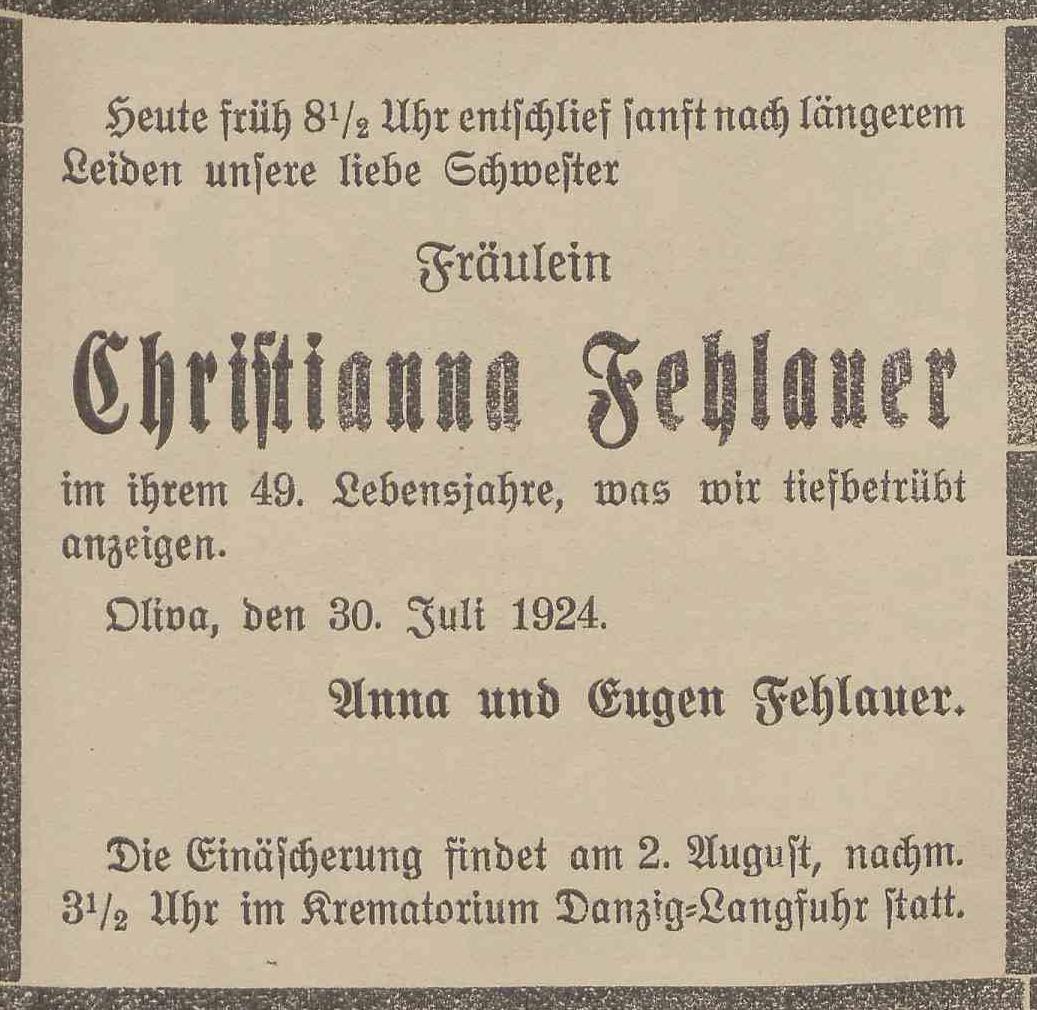 Heute früh 8½ Uhr entschlief sanft nach längerem
Leiden unsere liebe Schwester
Fräulein
Christianna Fehlauer
im ihrem 49. Lebensjahre, was wir tiefbetrübt
anzeigen.
Oliva, den 30. Juli 1924.
Anna und Eugen Fehlauer.
Die Einäscherung findet am 2. August, nachm.
3½ Uhr im Krematorium Danzig-Langfuhr statt.